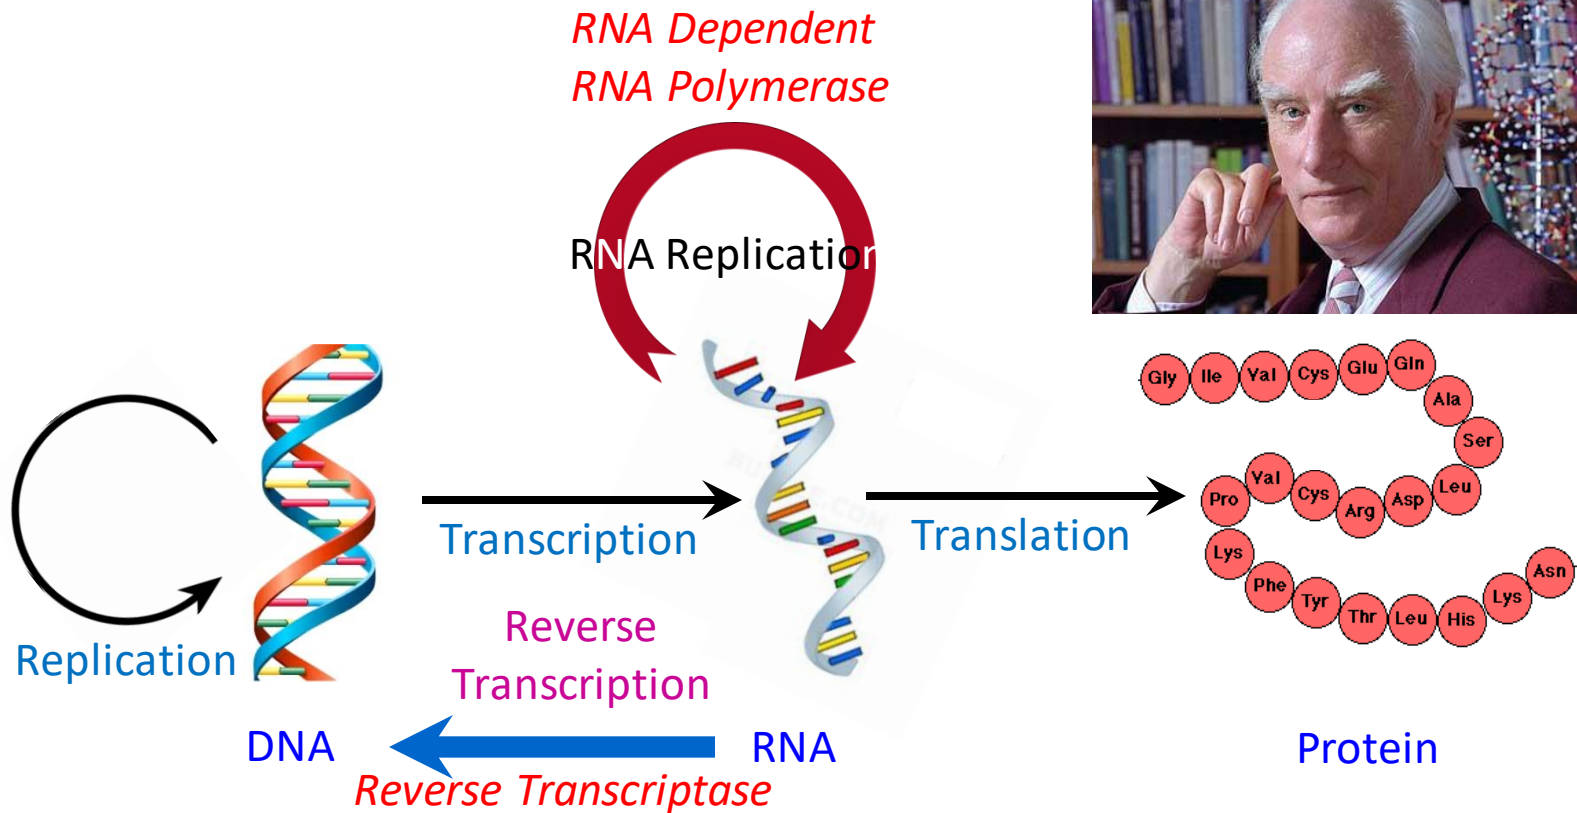 RNA Dependent
RNA Polymerase
RNA Replication
Gly Ile Val Cys Glu Gln
Ala
Ser
Pro Val Cys Arg Asp Leu
Lys
Phe Tyr Thr Leu His Lys Asn
Transcription
Translation
Replication
Reverse
Transcription
DNA
RNA
Protein
Reverse Transcriptase